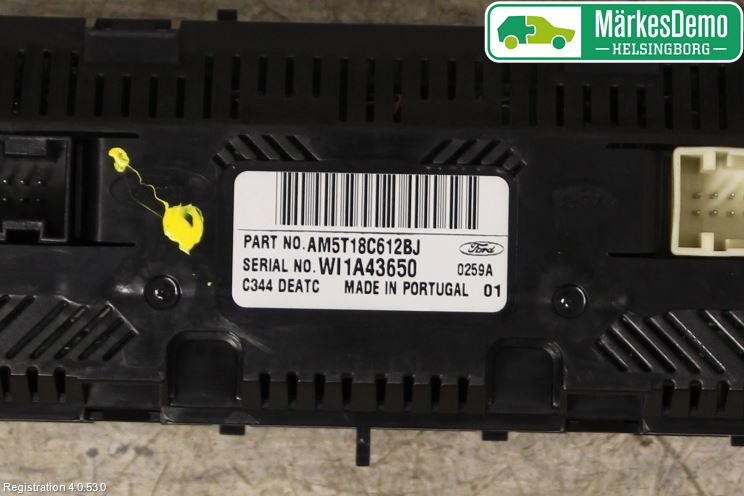 MärkesDemo
HELSINGBORG
PART NO.AM5T18C612BJ
Ford
SERIAL NO.WI1A43650 0259A
C344 DEATC MADE IN PORTUGAL 01
Registration 4.0.53.0